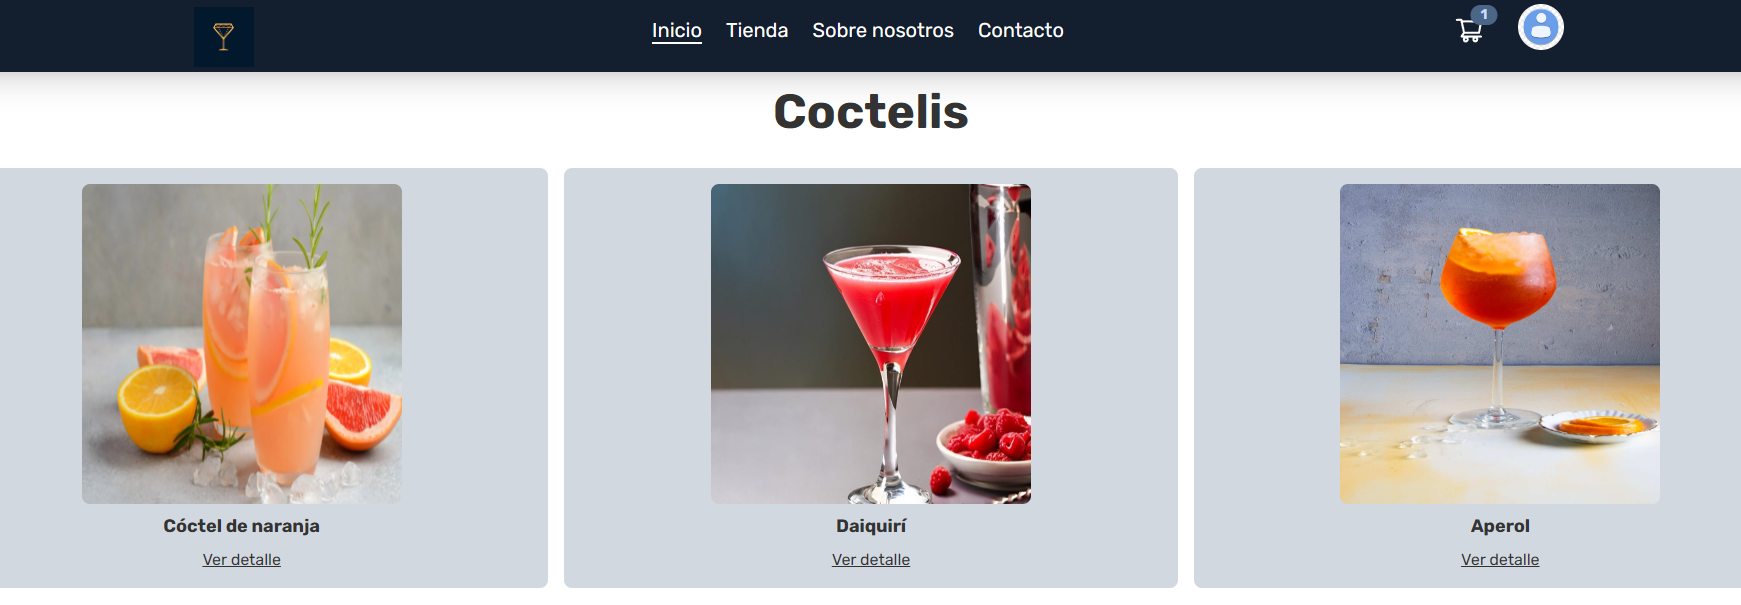 Inicio Tienda Sobre nosotros Contacto 1
Coctelis
Cóctel de naranja Daiquirí Aperol
Ver detalle Ver detalle Ver detalle